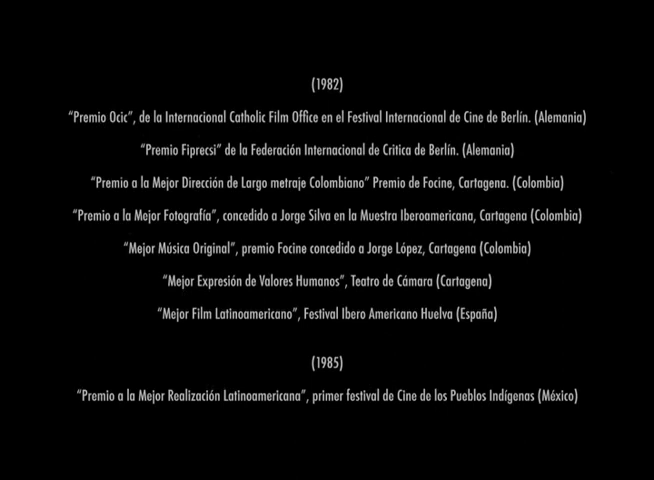 (1982)
“Premio Ocic”, de la Internacional Catholic Film Office en el Festival Internacional de Cine de Berlín. (Alemania)
“Premio Fiprecsi” de la Federación Internacional de Critica de Berlín. (Alemania)
“Premio a la Mejor Dirección de Largo metraje Colombiano” Premio de Focine, Cartagena. (Colombia)
“Premio a la Mejor Fotografía”, concedido a Jorge Silva en la Muestra Iberoamericana, Cartagena (Colombia)
“Mejor Música Original”, premio Focine concedido a Jorge López, Cartagena (Colombia)
“Mejor Expresión de Valores Humanos”, Teatro de Cámara (Cartagena)
“Mejor Film Latinoamericano”, Festival Ibero Americano Huelva (España)
(1985)
“Premio a la Mejor Realización Latinoamericana”, primer festival de Cine de los Pueblos Indígenas (México)